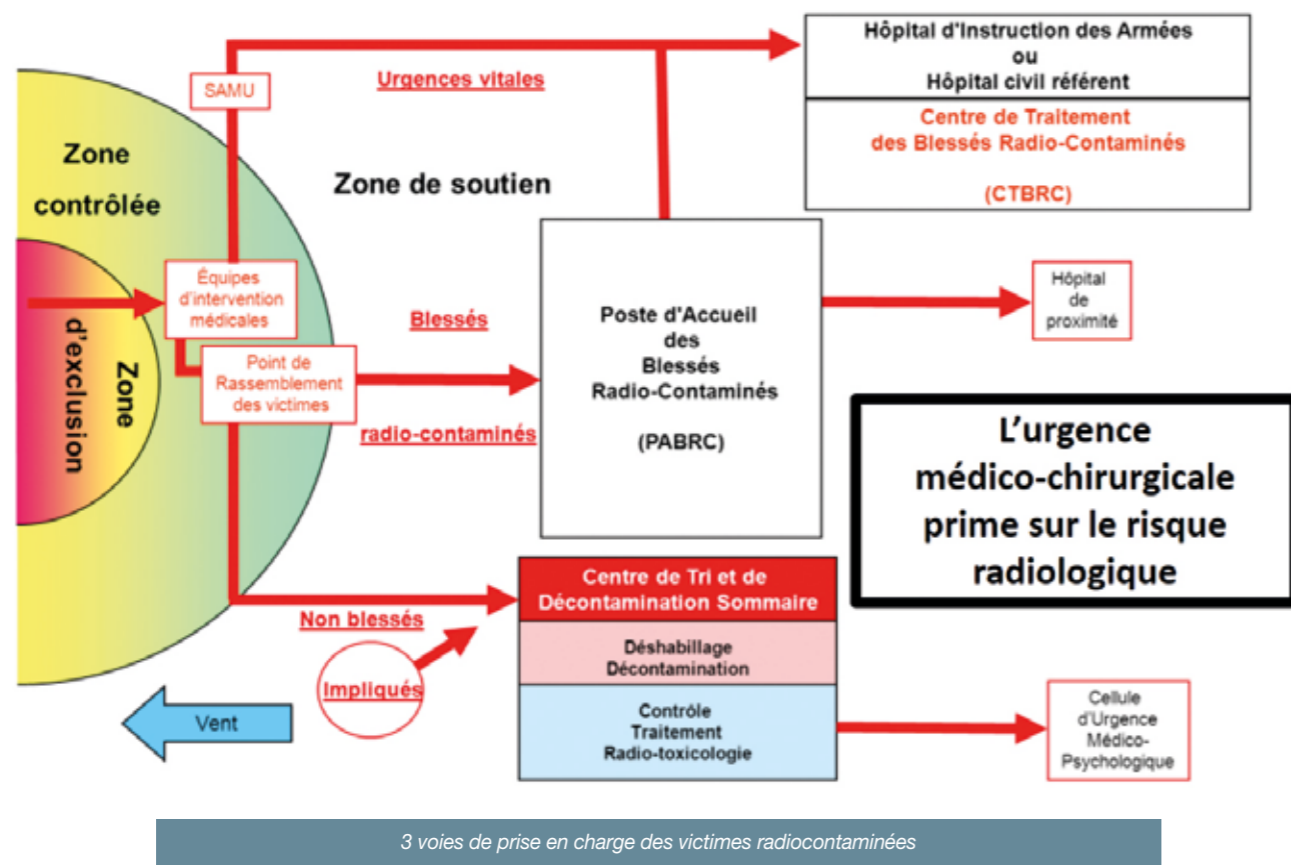 Hôpital d'Instruction des Armées
ou
Hôpital civil référent
Centre de Traitement
des Blessés Radio-Contaminés
(CTBRC)
SAMU
Urgences vitales
Zone
contrôlée
Zone de soutien
Équipes
d'intervention
médicales
Zone
d'exclusion
Point de
Rassemblement
des victimes
Blessés
radio-contaminés
Poste d'Accueil
des
Blessés
Radio-Contaminés
(PABRC)
Hôpital
de
proximité
L'urgence
médico-chirurgicale
prime sur le risque
radiologique
Non blessés
Impliqués
Centre de Tri et de
Décontamination Sommaire
Déshabillage
Décontamination
Contrôle
Traitement
Radio-toxicologie
Vent
Cellule
d'Urgence
Médico-
Psychologique
3 voies de prise en charge des victimes radiocontaminées